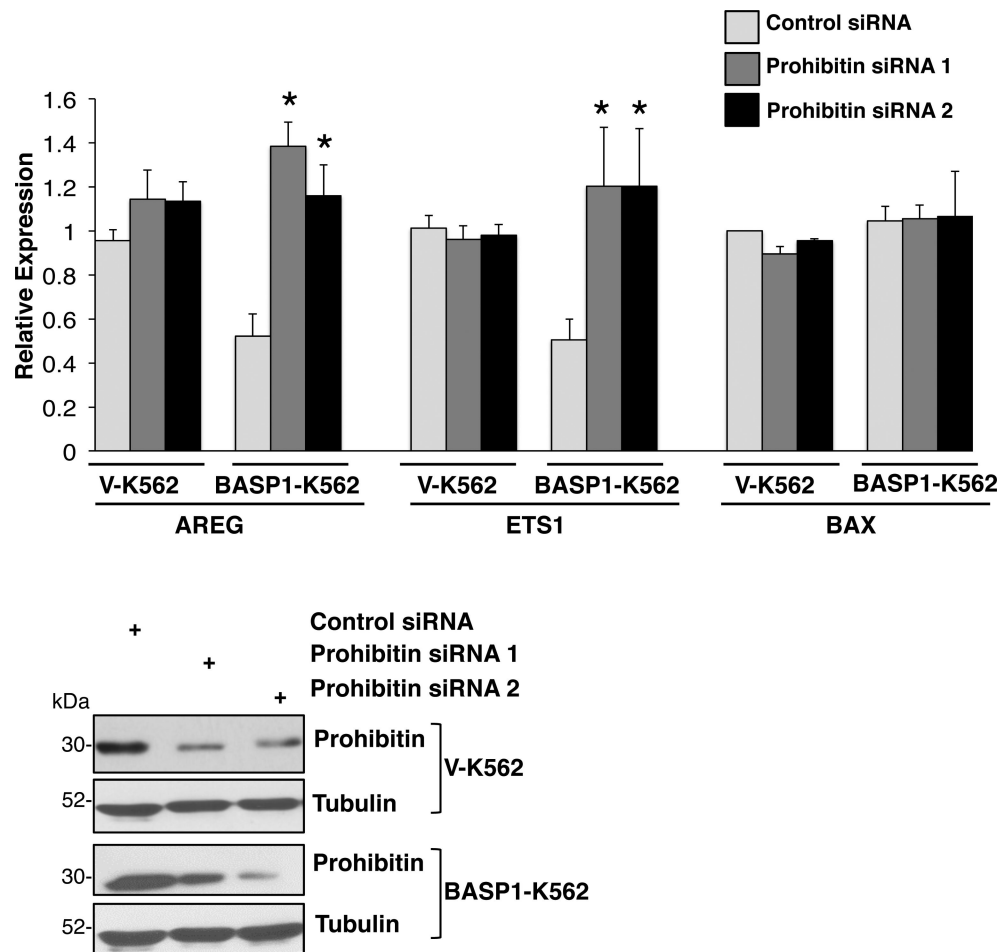 Control siRNA
Prohibitin siRNA 1
Prohibitin siRNA 2
Relative Expression
1.6
1.4
1.2
1
0.8
0.6
0.4
0.2
0
* * * *
V-K562 BASP1-K562 V-K562 BASP1-K562 V-K562 BASP1-K562
AREG ETS1 BAX
+ Control siRNA
+ Prohibitin siRNA 1
+ Prohibitin siRNA 2
kDa
30- Prohibitin
V-K562
52- Tubulin
30- Prohibitin
BASP1-K562
52- Tubulin